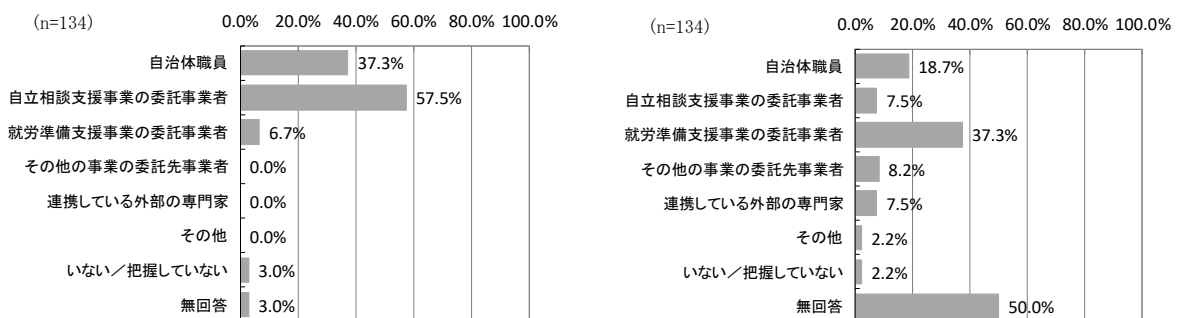 (n=134)
0.0% 20.0% 40.0% 60.0% 80.0% 100.0%
自治体職員 37.3%
自立相談支援事業の委託事業者 57.5%
就労準備支援事業の委託事業者 6.7%
その他の事業の委託先事業者 0.0%
連携している外部の専門家 0.0%
その他 0.0%
いない／把握していない 3.0%
無回答 3.0%
(n=134)
0.0% 20.0% 40.0% 60.0% 80.0% 100.0%
自治体職員 18.7%
自立相談支援事業の委託事業者 7.5%
就労準備支援事業の委託事業者 37.3%
その他の事業の委託先事業者 8.2%
連携している外部の専門家 7.5%
その他 2.2%
いない／把握していない 2.2%
無回答 50.0%